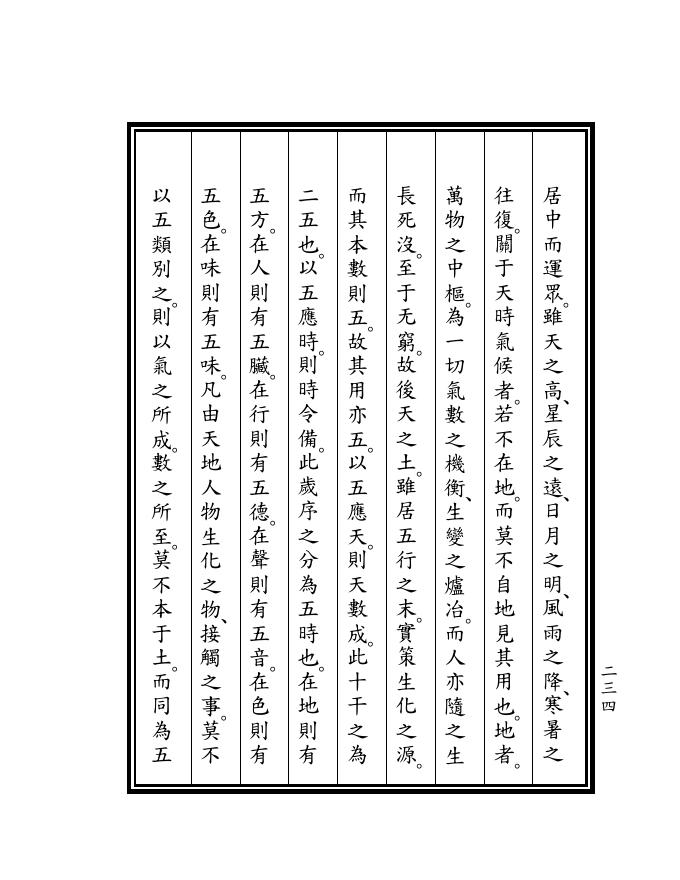 居中而運眾。雖天之高、星辰之遠、日月之明、風雨之降、寒暑之
往復。關于天時氣候者。若不在地。而莫不自地見其用也。地者。
萬物之中樞。為一切氣數之機衡、生變之爐冶。而人亦隨之生
長死沒。至于无窮。故後天之土。雖居五行之末。實策生化之源。
而其本數則五。故其用亦五。以五應天。則天數成。此十干之為
二五也。以五應時。則時令備。此歲序之分為五時也。在地則有
五方。在人則有五臟。在行則有五德。在聲則有五音。在色則有
五色。在味則有五味。凡由天地人物生化之物、接觸之事。莫不
以五類別之。則以氣之所成。數之所至。莫不本于土。而同為五
二三四